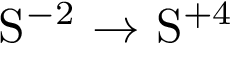 S⁻² → S⁺⁴